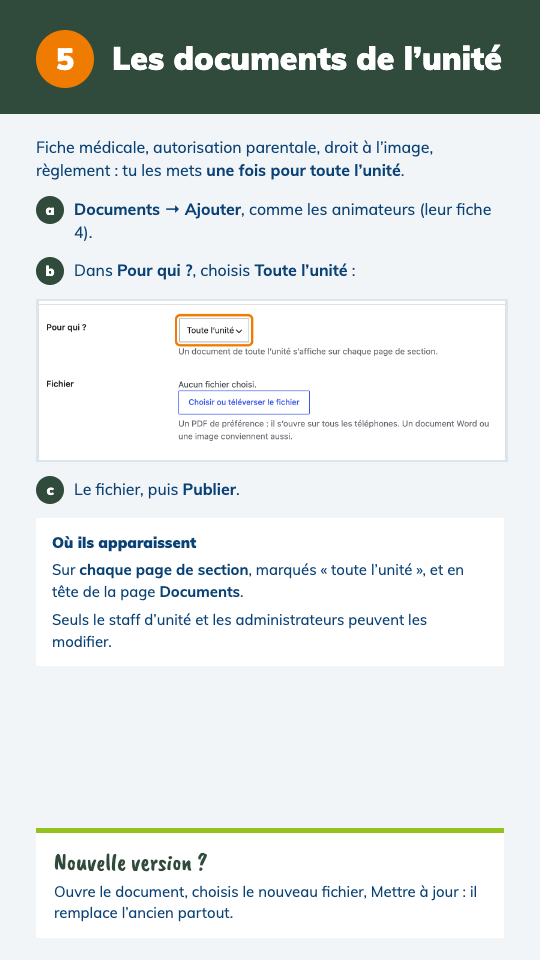 5 Les documents de l’unité
Fiche médicale, autorisation parentale, droit à l’image,
règlement : tu les mets une fois pour toute l’unité.
a Documents → Ajouter, comme les animateurs (leur fiche
4).
b Dans Pour qui ?, choisis Toute l’unité :
Pour qui ? Toute l'unité
Un document de toute l'unité s'affiche sur chaque page de section.
Fichier Aucun fichier choisi.
Choisir ou téléverser le fichier
Un PDF de préférence : il s'ouvre sur tous les téléphones. Un document Word ou
une image conviennent aussi.
c Le fichier, puis Publier.
Où ils apparaissent
Sur chaque page de section, marqués « toute l’unité », et en
tête de la page Documents.
Seuls le staff d’unité et les administrateurs peuvent les
modifier.
Nouvelle version ?
Ouvre le document, choisis le nouveau fichier, Mettre à jour : il
remplace l’ancien partout.